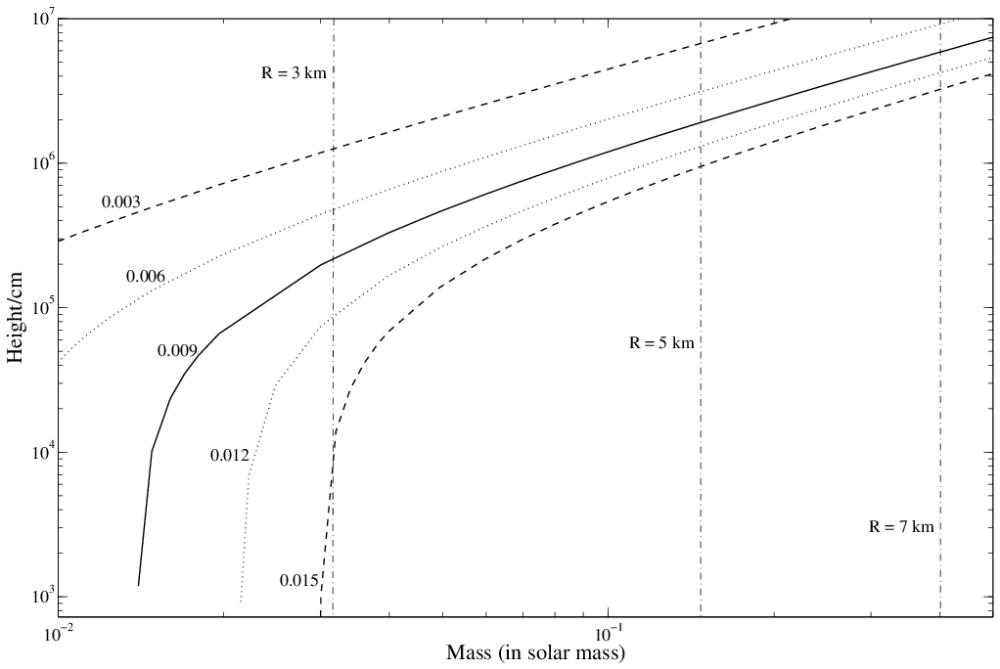 10^7
R = 3 km
10^6
0.003
0.006
10^5
0.009
R = 5 km
10^4
0.012
R = 7 km
0.015
10^3
10^-2
10^-1
Height/cm
Mass (in solar mass)